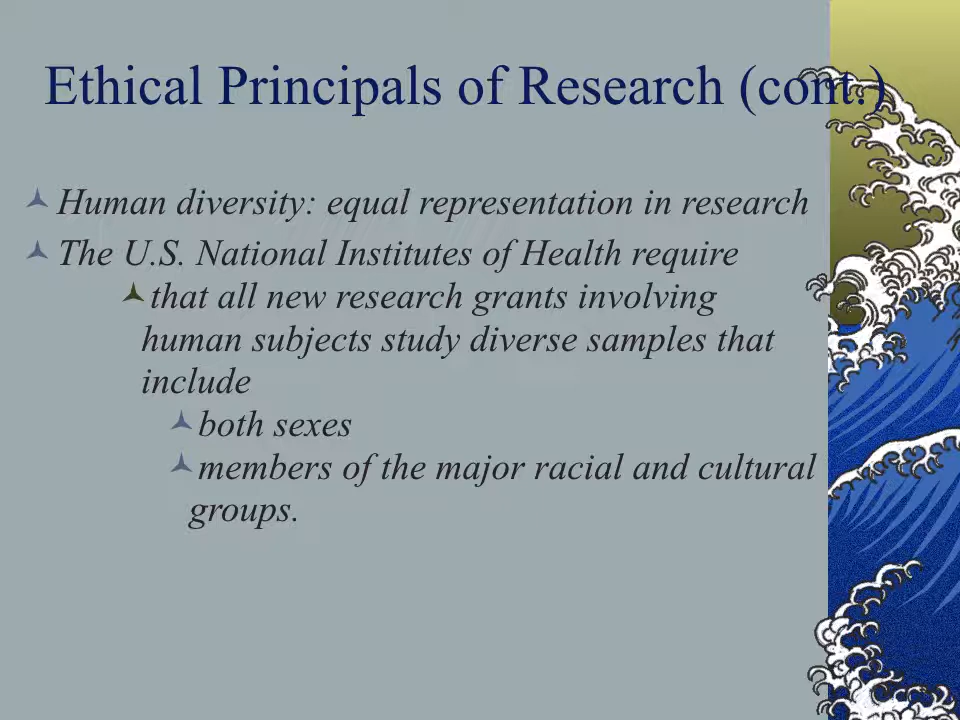 Ethical Principals of Research (cont.)
Human diversity: equal representation in research
The U.S. National Institutes of Health require
that all new research grants involving
human subjects study diverse samples that
include
both sexes
members of the major racial and cultural
groups.